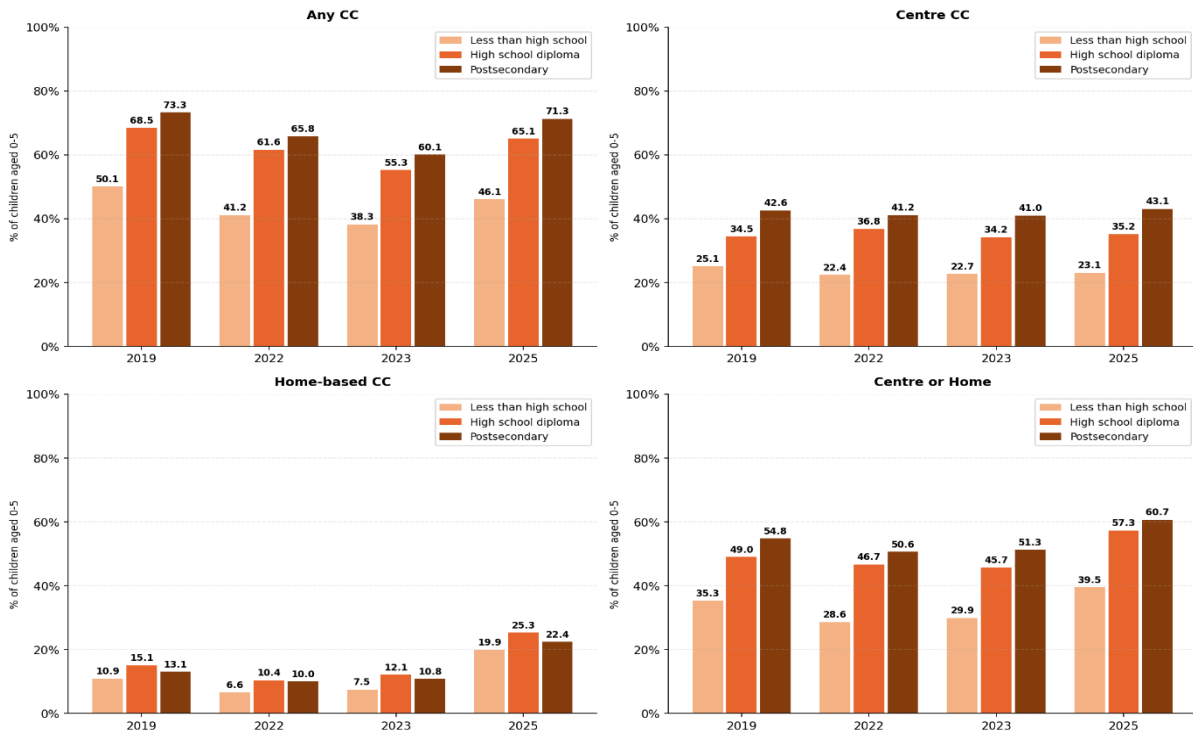 Any CC
% of children aged 0-5
100%
80%
60%
40%
20%
0%
Less than high school
High school diploma
Postsecondary
50.1 68.5 73.3
41.2 61.6 65.8
38.3 55.3 60.1
46.1 65.1 71.3
2019 2022 2023 2025
Centre CC
% of children aged 0-5
100%
80%
60%
40%
20%
0%
Less than high school
High school diploma
Postsecondary
25.1 34.5 42.6
22.4 36.8 41.2
22.7 34.2 41.0
23.1 35.2 43.1
2019 2022 2023 2025
Home-based CC
% of children aged 0-5
100%
80%
60%
40%
20%
0%
Less than high school
High school diploma
Postsecondary
10.9 15.1 13.1
6.6 10.4 10.0
7.5 12.1 10.8
19.9 25.3 22.4
2019 2022 2023 2025
Centre or Home
% of children aged 0-5
100%
80%
60%
40%
20%
0%
Less than high school
High school diploma
Postsecondary
35.3 49.0 54.8
28.6 46.7 50.6
29.9 45.7 51.3
39.5 57.3 60.7
2019 2022 2023 2025